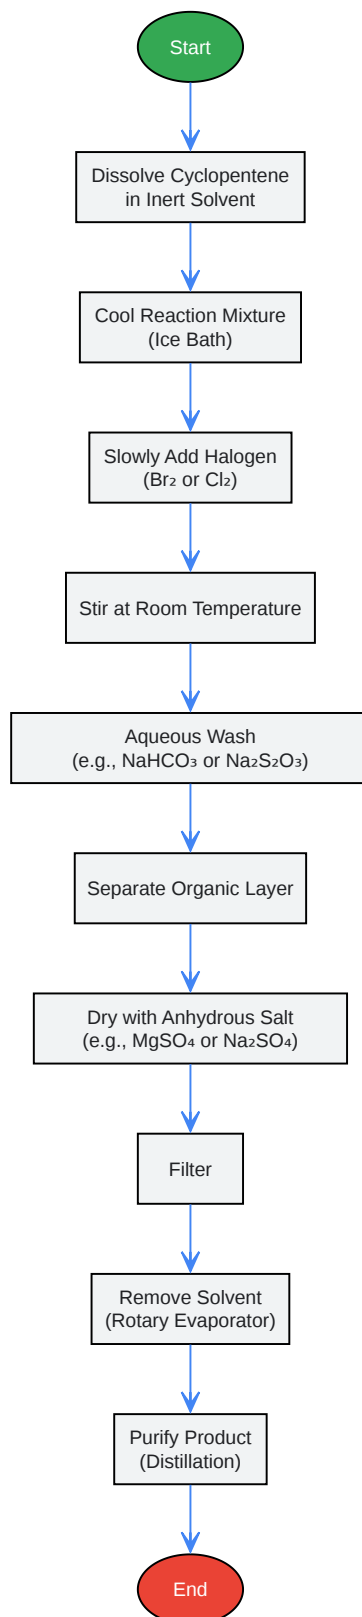 Start
Dissolve Cyclopentene
in Inert Solvent
Cool Reaction Mixture
(Ice Bath)
Slowly Add Halogen
(Br₂ or Cl₂)
Stir at Room Temperature
Aqueous Wash
(e.g., NaHCO₃ or Na₂S₂O₃)
Separate Organic Layer
Dry with Anhydrous Salt
(e.g., MgSO₄ or Na₂SO₄)
Filter
Remove Solvent
(Rotary Evaporator)
Purify Product
(Distillation)
End